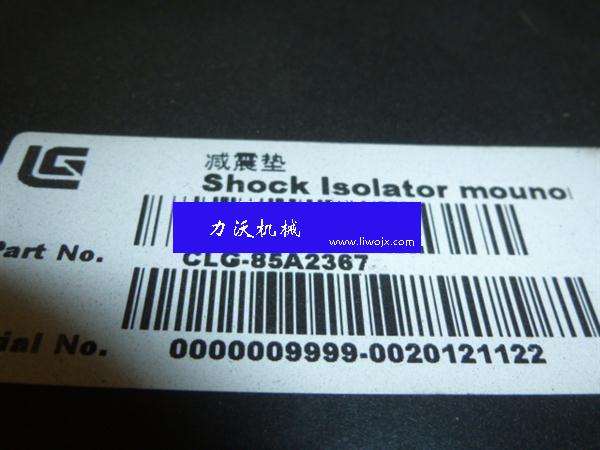 LG
减震垫
Shock Isolator mouno
力沃机械
www.liwojx.com
Part No.
CLG-85A2367
ial No.
0000009999-0020121122